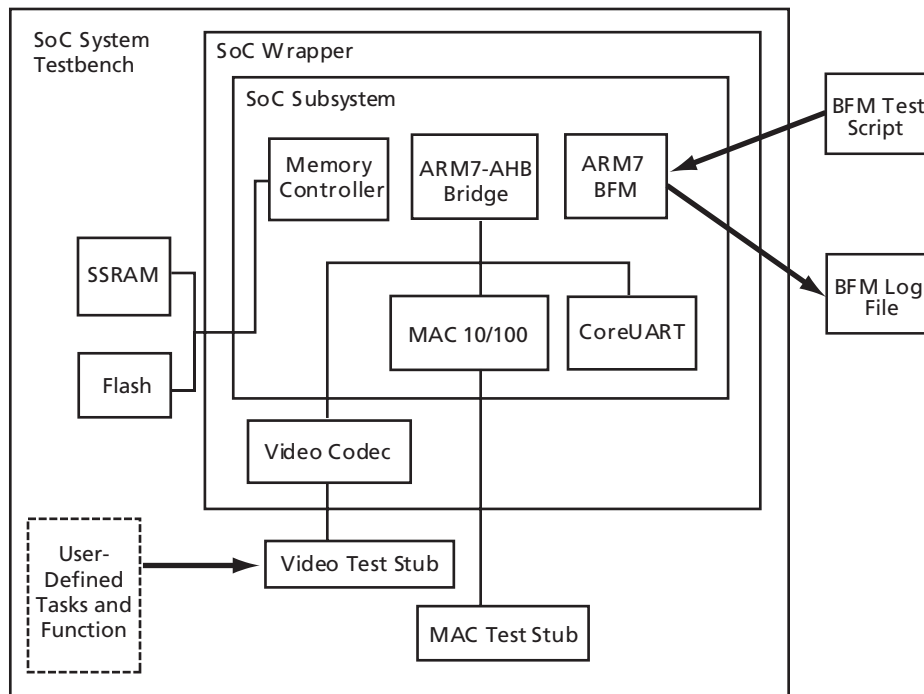 SoC System
Testbench
SoC Wrapper
SoC Subsystem
Memory
Controller
ARM7-AHB
Bridge
ARM7
BFM
BFM Test
Script
SSRAM
Flash
MAC 10/100
CoreUART
BFM Log
File
Video Codec
User-
Defined
Tasks and
Function
Video Test Stub
MAC Test Stub